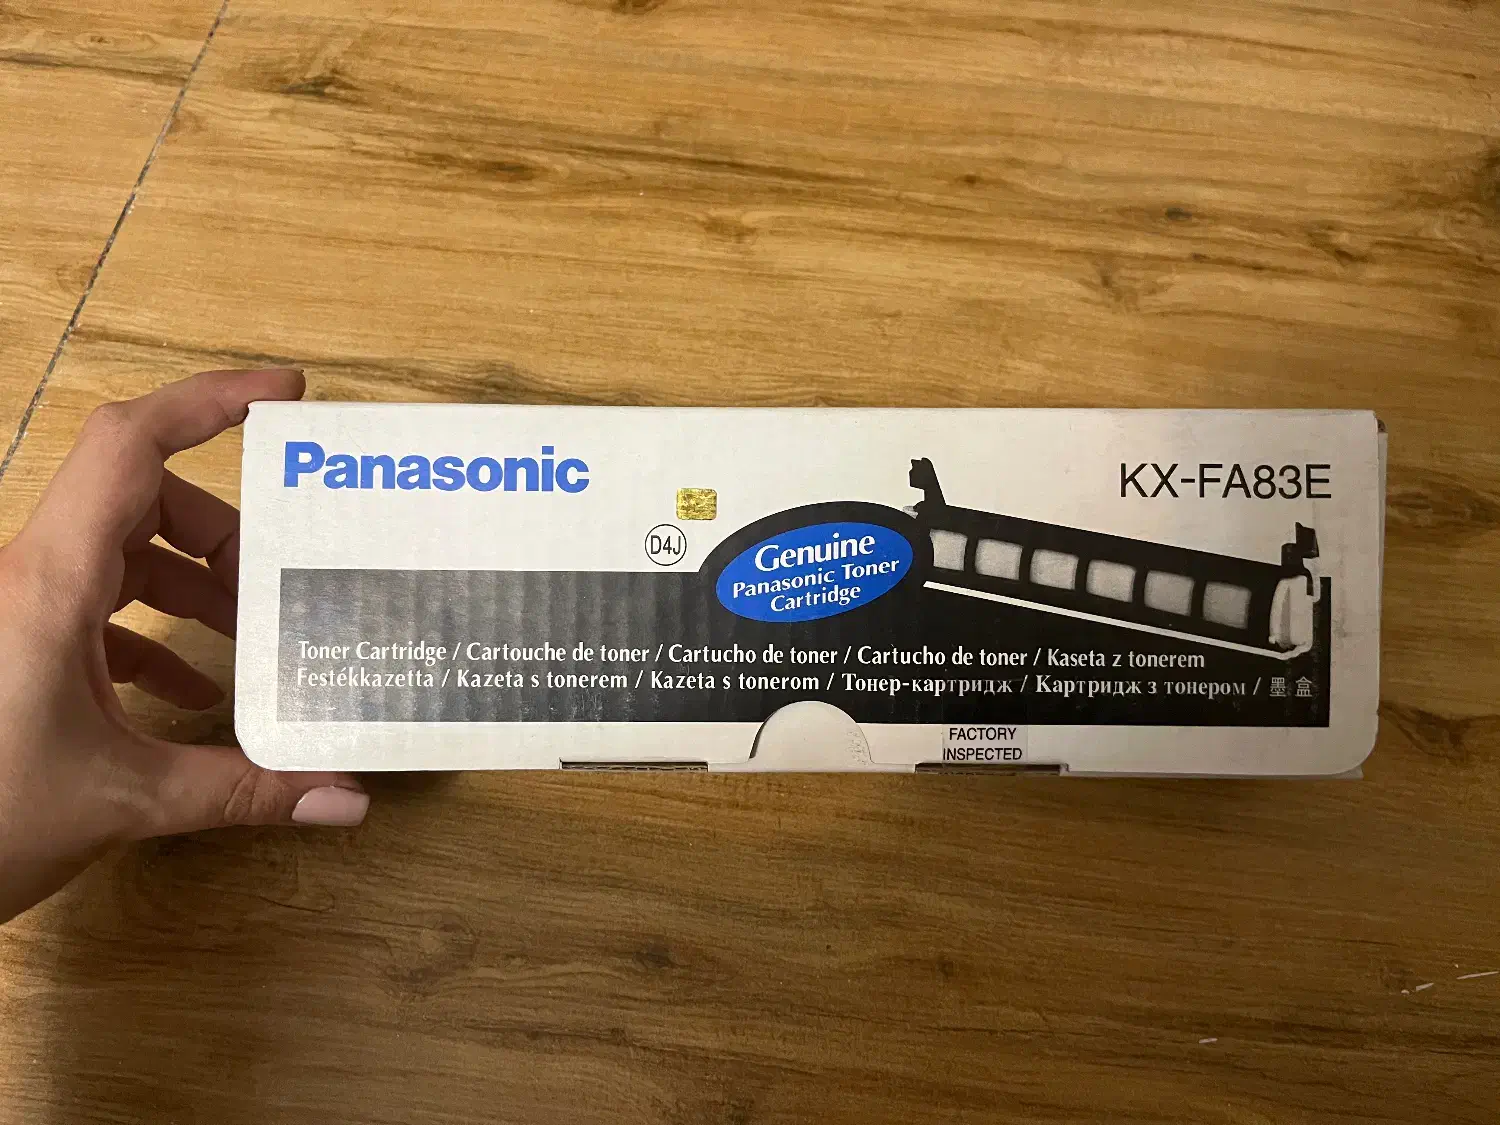 Panasonic
KX-FA83E
D4J
Genuine
Panasonic Toner
Cartridge
Toner Cartridge / Cartouche de toner / Cartucho de toner / Cartucho de toner / Kaseta z tonerem
Festékkazetta / Kazeta s tonerem / Kazeta s tonerom / Тонер-картридж / Картридж з тонером / 墨盒
FACTORY
INSPECTED